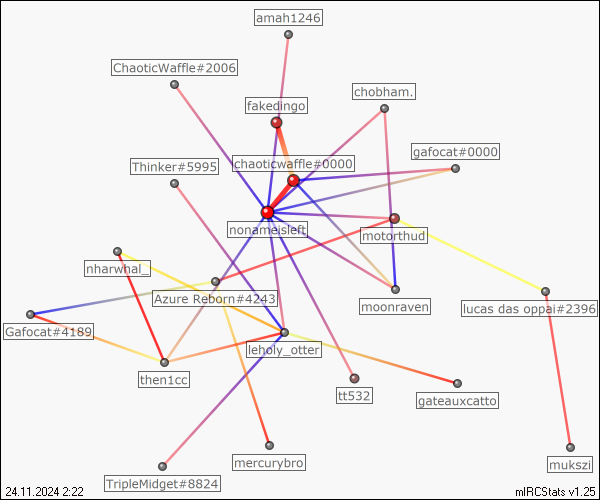 amah1246
ChaoticWaffle#2006
chobham.
fakedingo
gafocat#0000
chaoticwaffle#0000
Thinker#5995
nonameisleft
motorthud
nharwhal_
Azure Reborn#4243
moonraven
lucas das oppai#2396
Gafocat#4189
leholy_otter
then1cc
tt532
gateauxcatto
mercurybro
mukszi
TripleMidget#8824
24.11.2024 2:22
mIRCStats v1.25